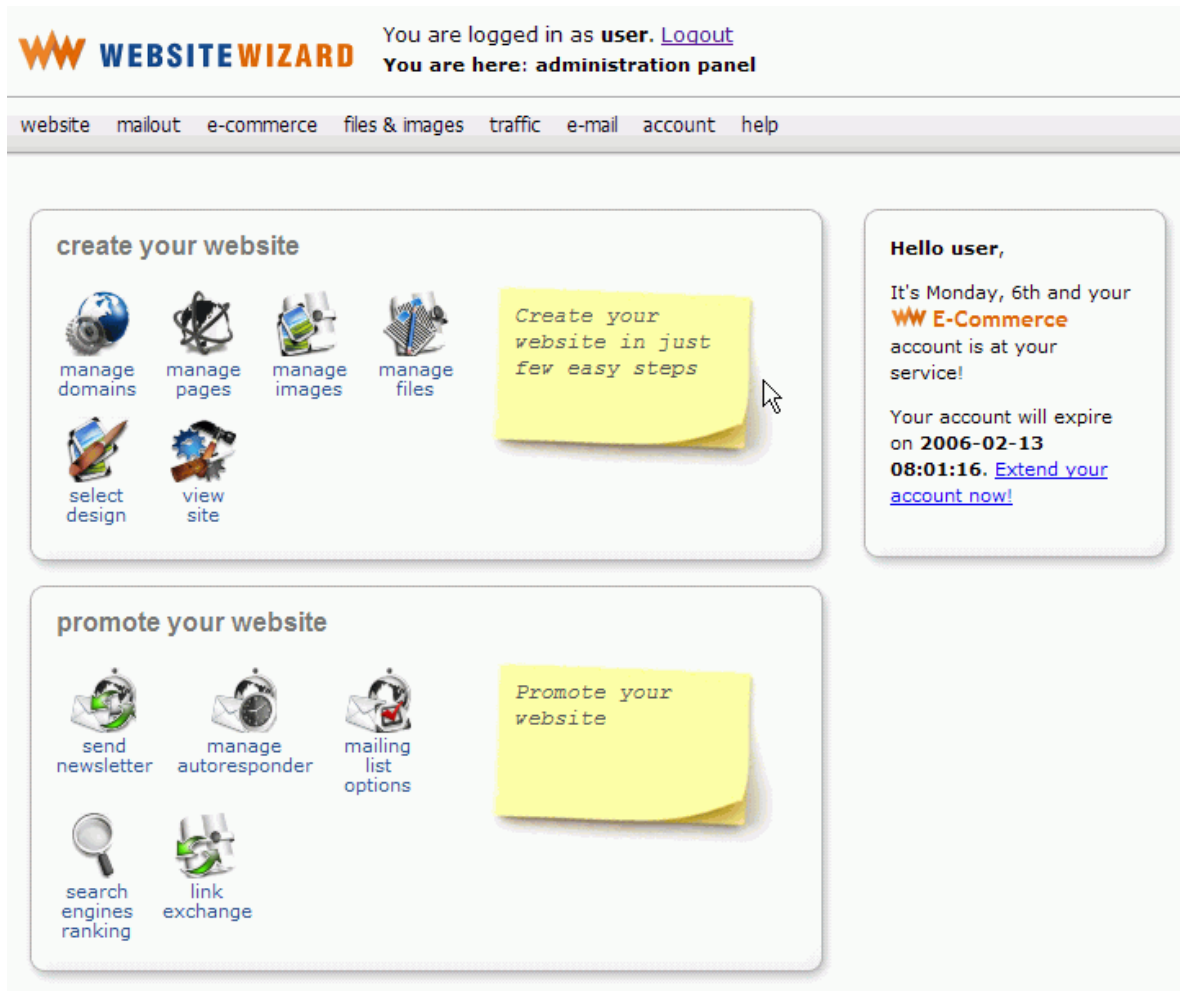 WEBSITEWIZARD
You are logged in as user. Logout
You are here: administration panel
website mailout e-commerce files & images traffic e-mail account help
create your website
manage domains
manage pages
manage images
manage files
Create your
website in just
few easy steps
select design
view site
Hello user,
It's Monday, 6th and your
E-Commerce
account is at your
service!
Your account will expire
on 2006-02-13
08:01:16. Extend your
account now!
promote your website
send newsletter
manage autoresponder
mailing list options
Promote your
website
search engines ranking
link exchange